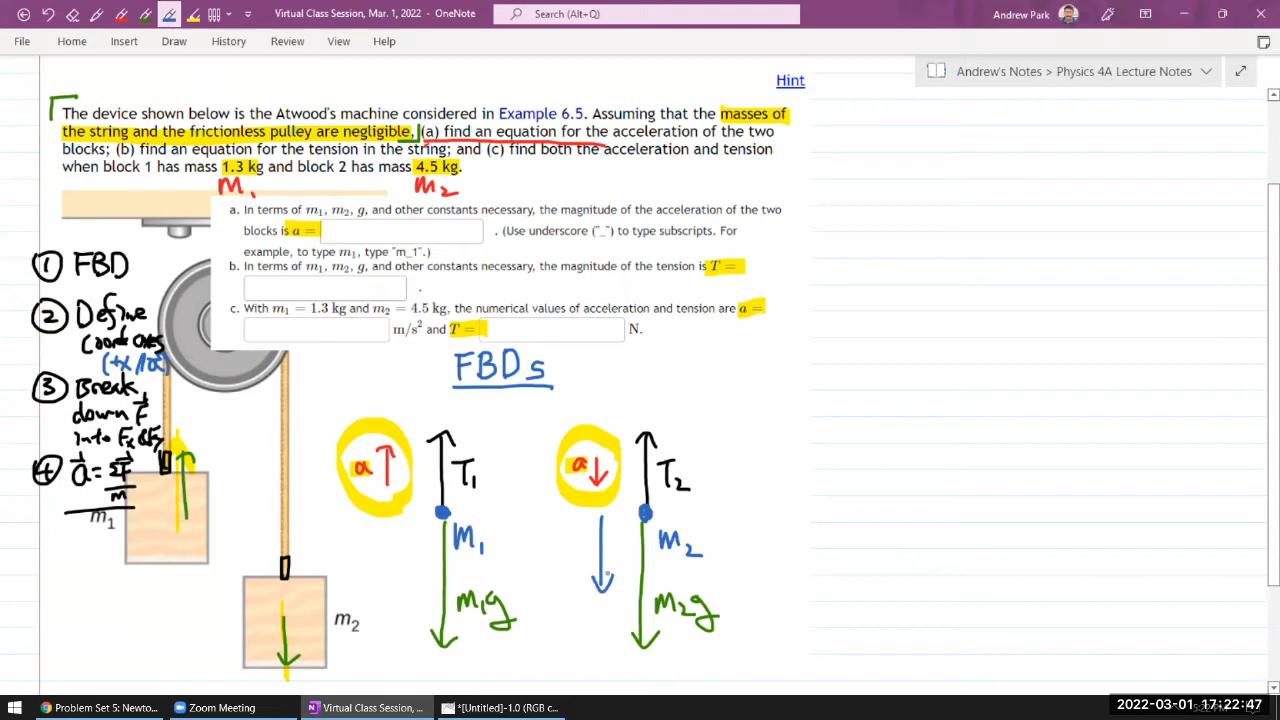 Virtual Class Session, Mar. 1, 2022 - OneNote
Search (Alt+Q)
Andrew Park
File Home Insert Draw History Review View Help
Andrew's Notes > Physics 4A Lecture Notes
Hint
The device shown below is the Atwood's machine considered in Example 6.5. Assuming that the masses of
the string and the frictionless pulley are negligible, (a) find an equation for the acceleration of the two
blocks; (b) find an equation for the tension in the string; and (c) find both the acceleration and tension
when block 1 has mass 1.3 kg and block 2 has mass 4.5 kg.
M1 M2
a. In terms of m1, m2, g, and other constants necessary, the magnitude of the acceleration of the two
blocks is a = . (Use underscore ("_") to type subscripts. For
example, to type m1, type "m_1".)
b. In terms of m1, m2, g, and other constants necessary, the magnitude of the tension is T =
.
c. With m1 = 1.3 kg and m2 = 4.5 kg, the numerical values of acceleration and tension are a =
m/s2 and T = N.
① FBD
② Define
Coord axes
③ Break
down F⃗
into Fx & Fy
④ a⃗ = ΣF⃗
m
FBDs
a T1
M1
m1g
a T2
M2
m2g
m1
m2
Problem Set 5: Newto...
Zoom Meeting
Virtual Class Session, ...
*[Untitled]-1.0 (RGB c...
2022-03-01 17:22:47